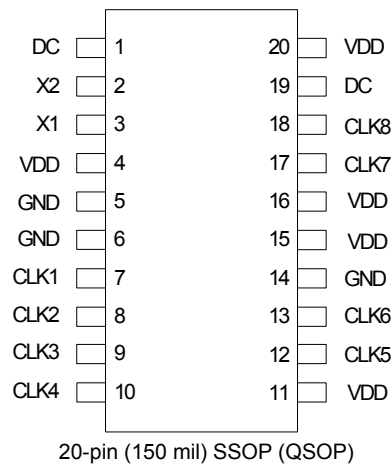 DC 1 20 VDD
X2 2 19 DC
X1 3 18 CLK8
VDD 4 17 CLK7
GND 5 16 VDD
GND 6 15 VDD
CLK1 7 14 GND
CLK2 8 13 CLK6
CLK3 9 12 CLK5
CLK4 10 11 VDD
20-pin (150 mil) SSOP (QSOP)